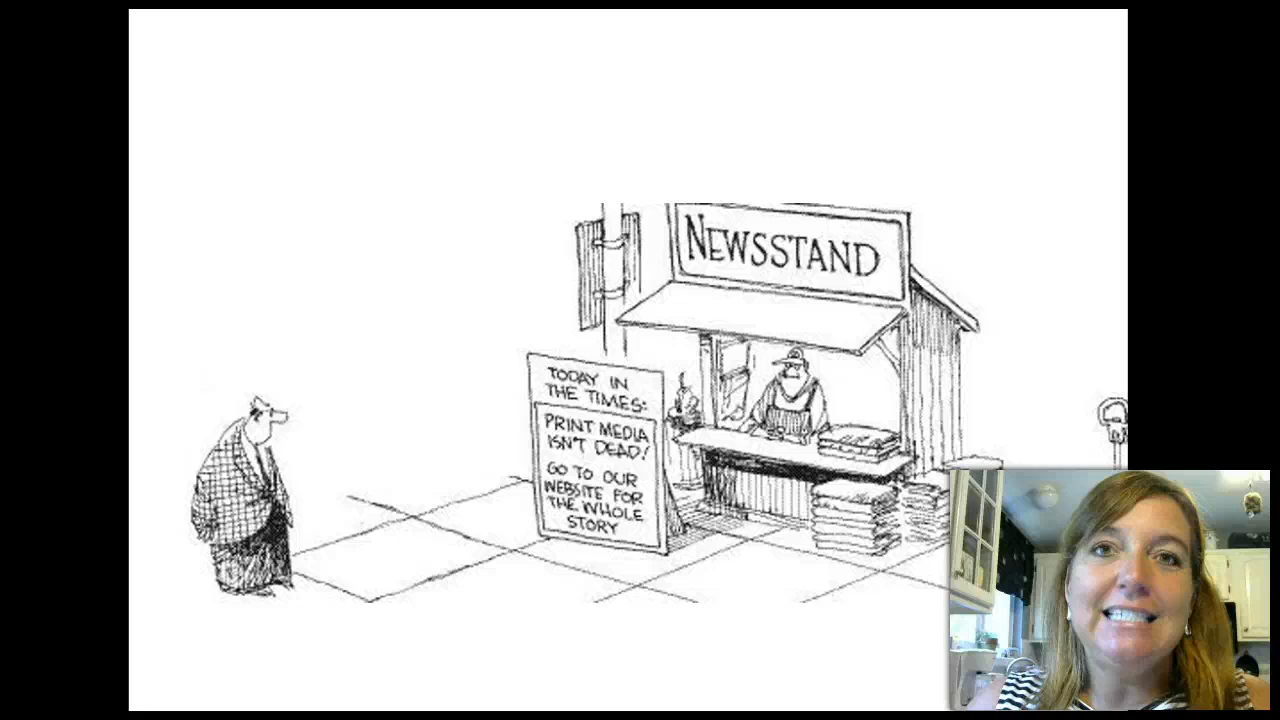 NEWSSTAND
TODAY IN
THE TIMES:
PRINT MEDIA
ISN'T DEAD!
GO TO OUR
WEBSITE FOR
THE WHOLE
STORY